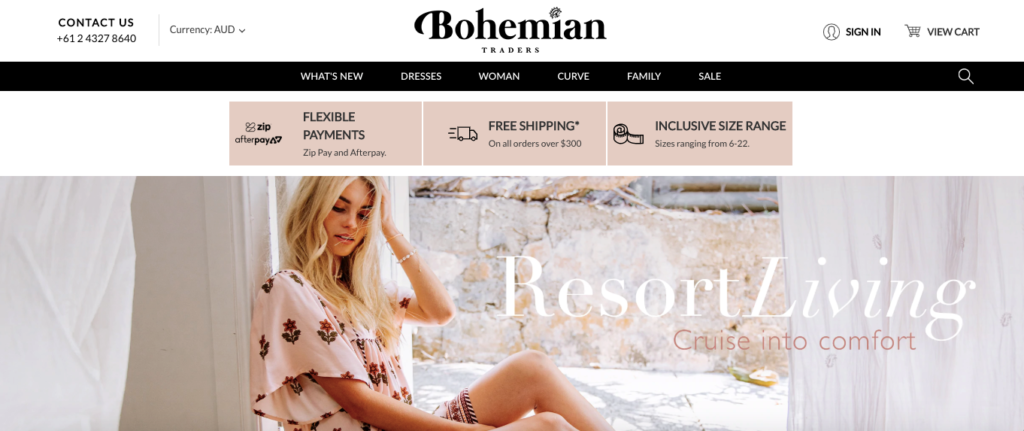 CONTACT US
+61 2 4327 8640
Currency: AUD
Bohemian
TRADERS
SIGN IN
VIEW CART
WHAT'S NEW
DRESSES
WOMAN
CURVE
FAMILY
SALE
zip
afterpay
FLEXIBLE
PAYMENTS
Zip Pay and Afterpay.
FREE SHIPPING*
On all orders over $300
INCLUSIVE SIZE RANGE
Sizes ranging from 6-22.
ResortLiving
Cruise into comfort